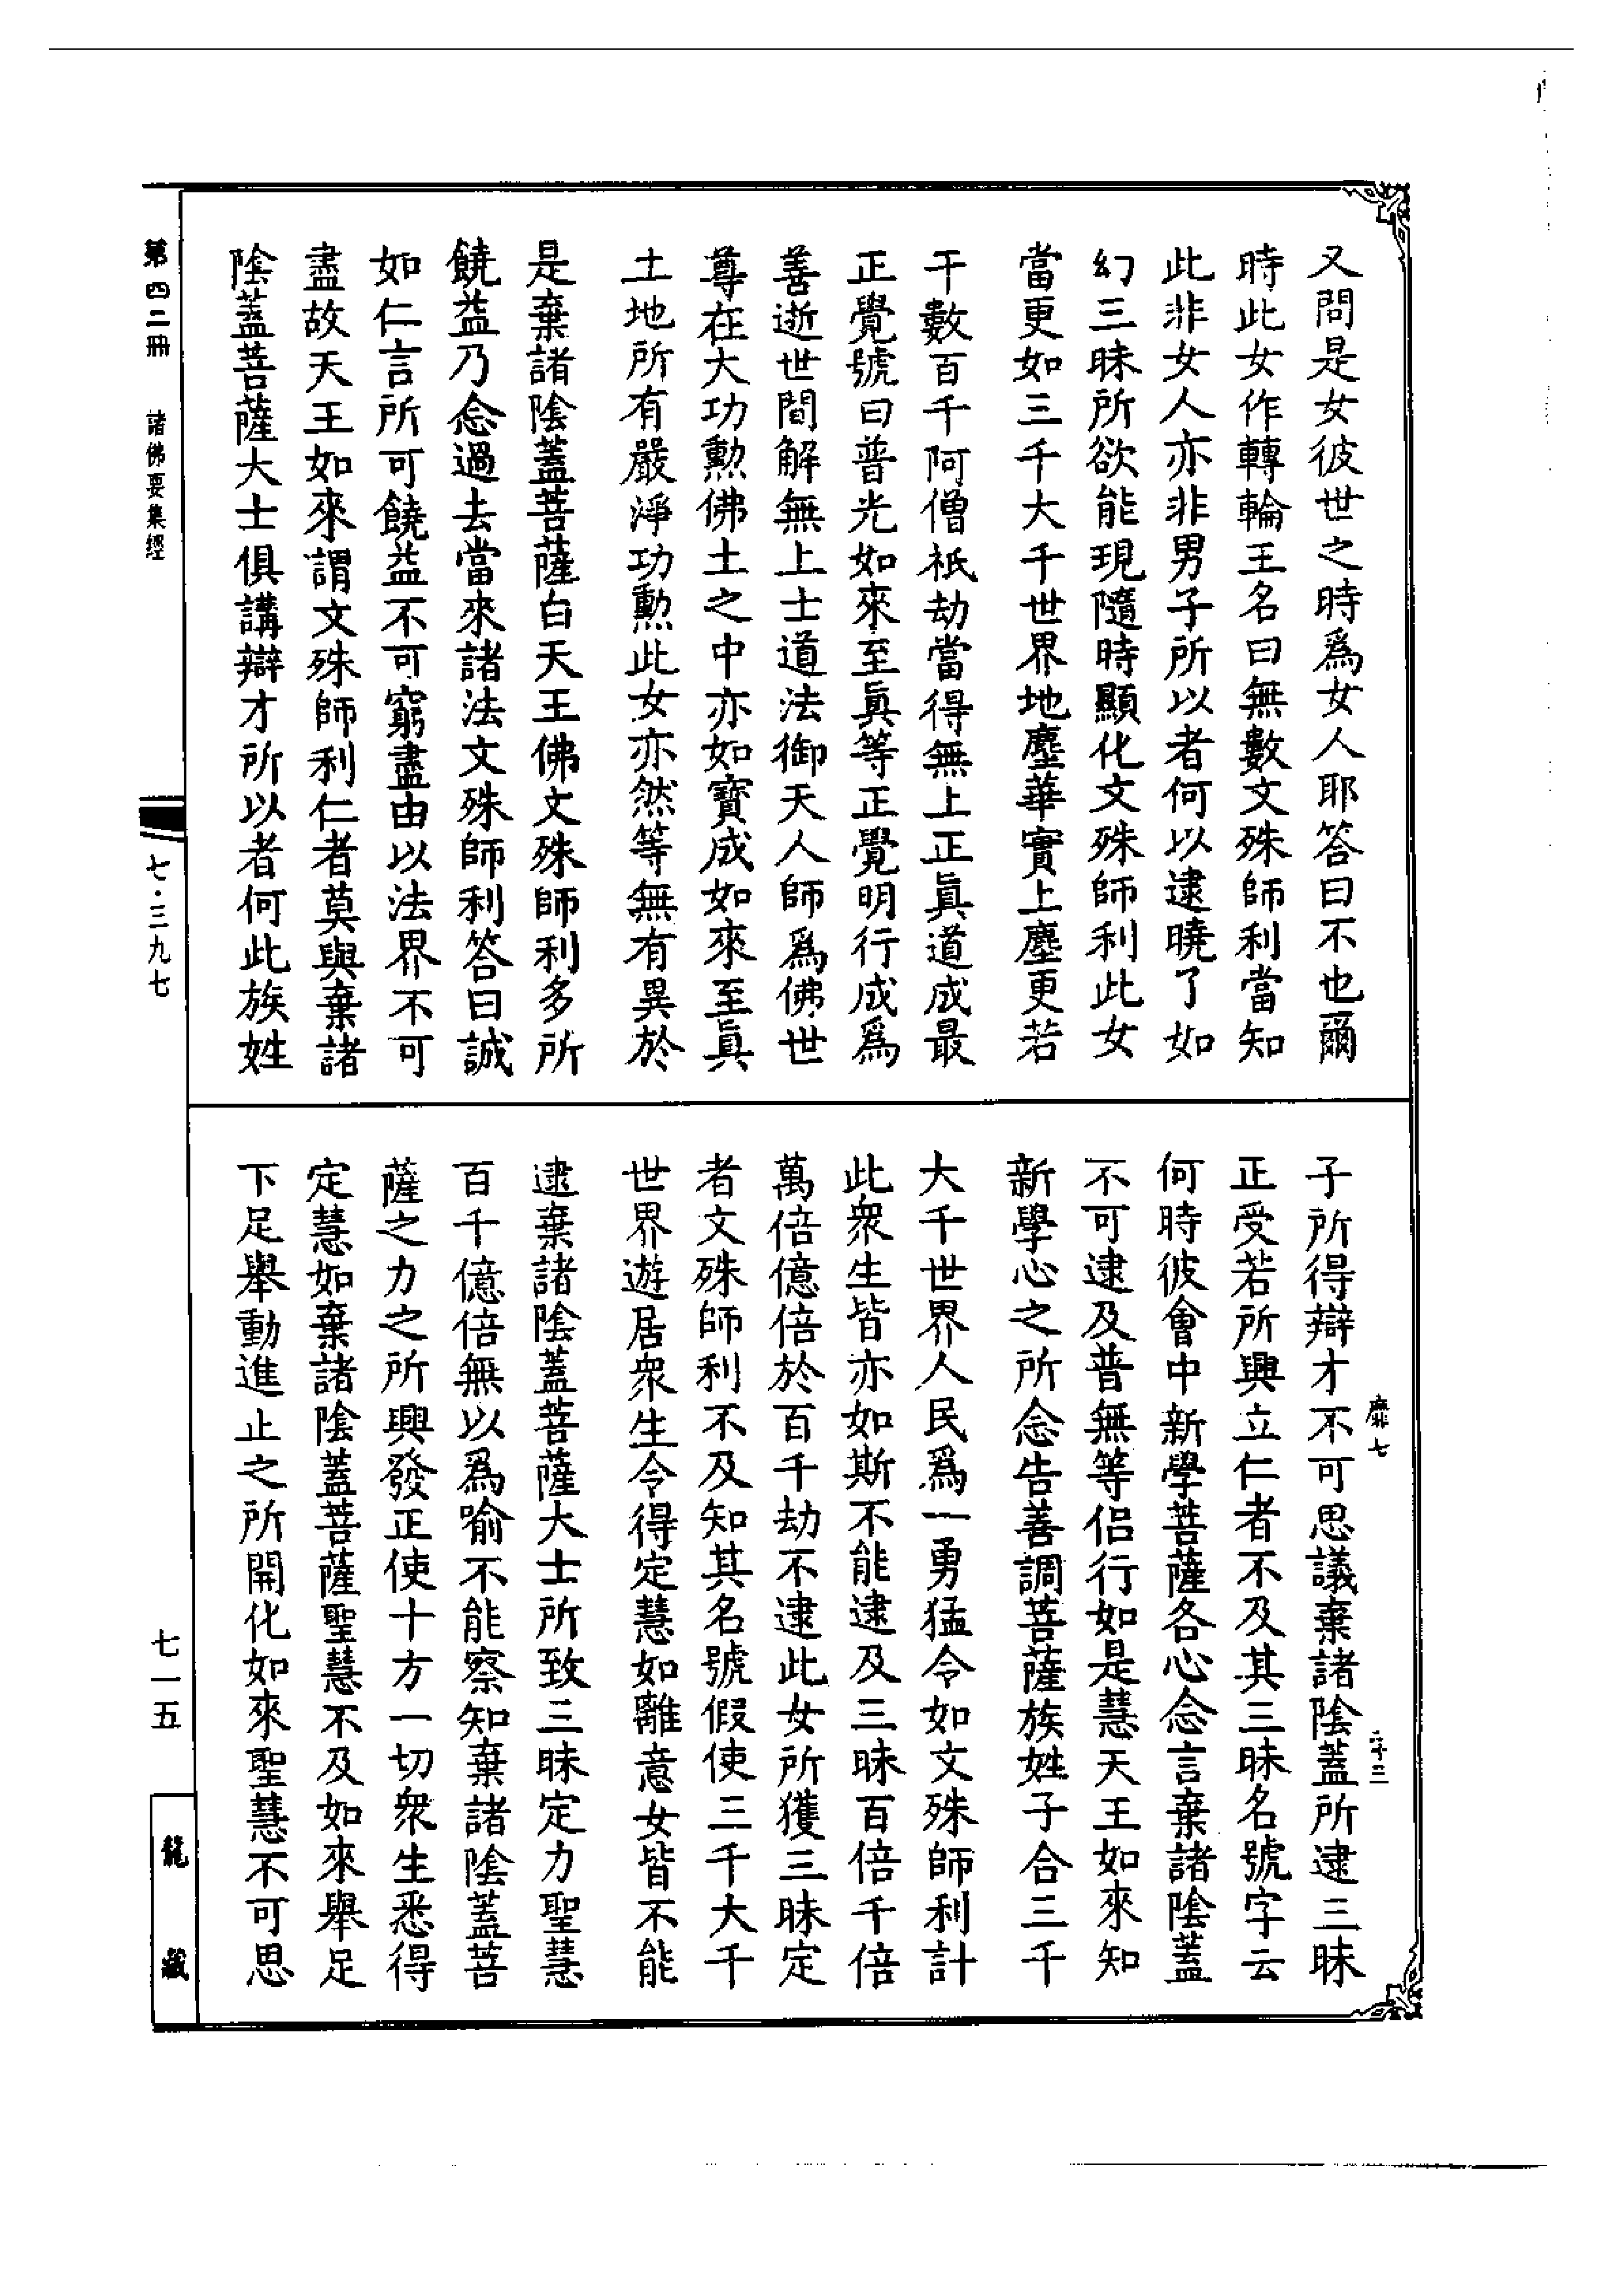 又問是女彼世之時爲女人耶答曰不也爾
時此女作轉輪王名曰無數文殊師利當知
此非女人亦非男子所以者何以逮曉了如
幻三昧所欲能現隨時顯化文殊師利此女
當更如三千大千世界地塵華實上塵更若
干數百千阿僧祇劫當得無上正眞道成最
正覺號曰普光如來至眞等正覺明行成爲
善逝世間解無上士道法御天人師爲佛世
尊在大功勲佛土之中亦如寶成如來至眞
土地所有嚴淨功勲此女亦然等無有異於
是棄諸陰蓋菩薩白天王佛文殊師利多所
饒益乃念過去當來諸法文殊師利答曰誠
如仁言所可饒益不可窮盡由以法界不可
盡故天王如來謂文殊師利仁者莫與棄諸
陰蓋菩薩大士俱講辯才所以者何此族姓
子所得辯才不可思議棄諸陰蓋所逮三昧
正受若所興立仁者不及其三昧名號字云
何時彼會中新學菩薩各心念言棄諸陰蓋
不可逮及普無等侶行如是慧天王如來知
新學心之所念告善調菩薩族姓子合三千
大千世界人民爲一勇猛令如文殊師利計
此衆生皆亦如斯不能逮及三昧百倍千倍
萬倍億倍於百千劫不逮此女所獲三昧定
者文殊師利不及知其名號假使三千大千
世界遊居衆生令得定慧如離意女皆不能
逮棄諸陰蓋菩薩大士所致三昧定力聖慧
百千億倍無以爲喻不能察知棄諸陰蓋菩
薩之力之所興發正使十方一切衆生悉得
定慧如棄諸陰蓋菩薩聖慧不及如來舉足
下足舉動進止之所開化如來聖慧不可思
靡七
字三
第四二冊 諸佛要集經
七·三九七
七一五
龍藏